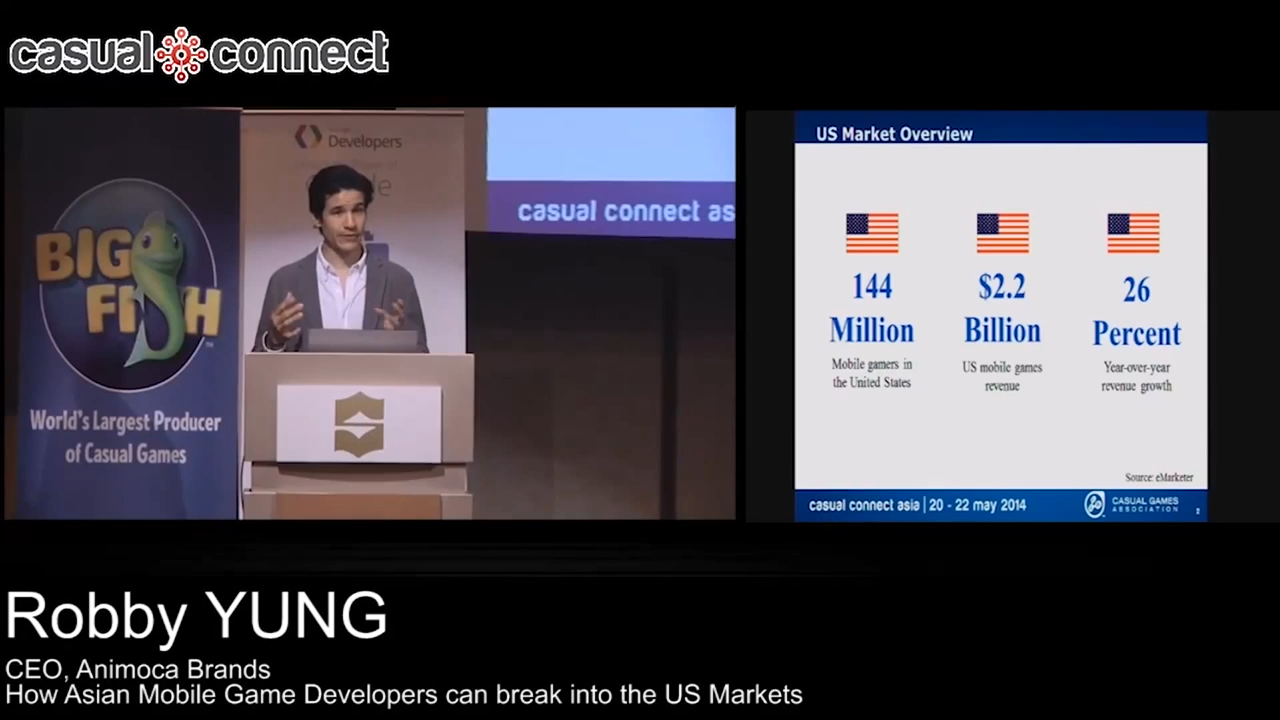 casual connect
BIG
FISH
World's Largest Producer
of Casual Games
Developers
casual connect as
US Market Overview
144
Million
Mobile gamers in
the United States
$2.2
Billion
US mobile games
revenue
26
Percent
Year-over-year
revenue growth
Source: eMarketer
casual connect asia | 20 - 22 may 2014
CASUAL GAMES
ASSOCIATION
2
Robby YUNG
CEO, Animoca Brands
How Asian Mobile Game Developers can break into the US Markets